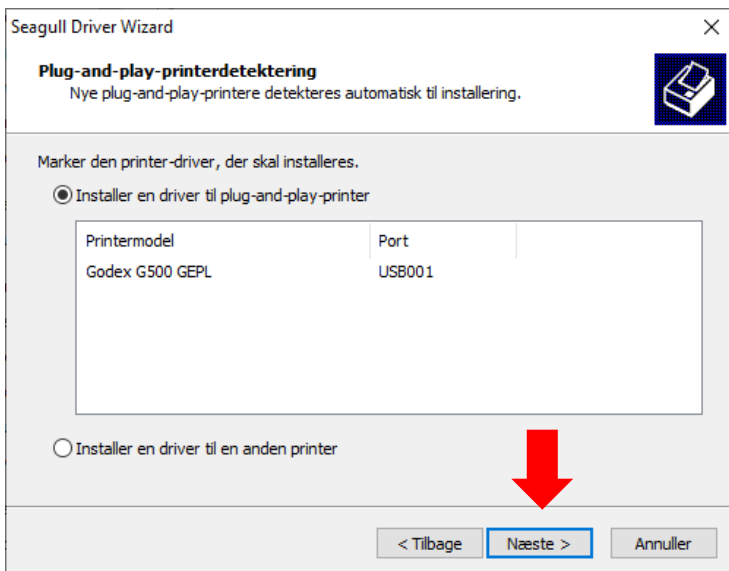 Seagull Driver Wizard
Plug-and-play-printerdetektering
Nye plug-and-play-printere detekteres automatisk til installering.
Marker den printer-driver, der skal installeres.
Installer en driver til plug-and-play-printer
Printermodel Port
Godex G500 GEPL USB001
Installer en driver til en anden printer
< Tilbage Næste > Annuller